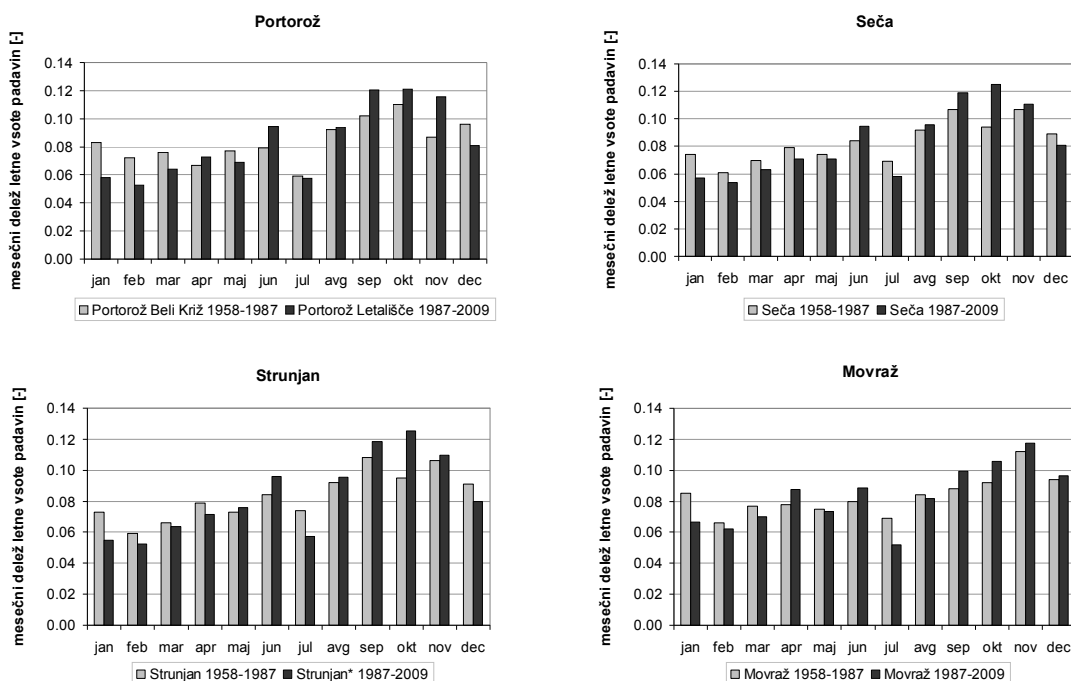 Portorož
mesečni delež letne vsote padavin [-]
0.14
0.12
0.10
0.08
0.06
0.04
0.02
0.00
jan feb mar apr maj jun jul avg sep okt nov dec
Portorož Beli Križ 1958-1987 Portorož Letališče 1987-2009
Seča
mesečni delež letne vsote padavin [-]
0.14
0.12
0.10
0.08
0.06
0.04
0.02
0.00
jan feb mar apr maj jun jul avg sep okt nov dec
Seča 1958-1987 Seča 1987-2009
Strunjan
mesečni delež letne vsote padavin [-]
0.14
0.12
0.10
0.08
0.06
0.04
0.02
0.00
jan feb mar apr maj jun jul avg sep okt nov dec
Strunjan 1958-1987 Strunjan* 1987-2009
Movraž
mesečni delež letne vsote padavin [-]
0.14
0.12
0.10
0.08
0.06
0.04
0.02
0.00
jan feb mar apr maj jun jul avg sep okt nov dec
Movraž 1958-1987 Movraž 1987-2009